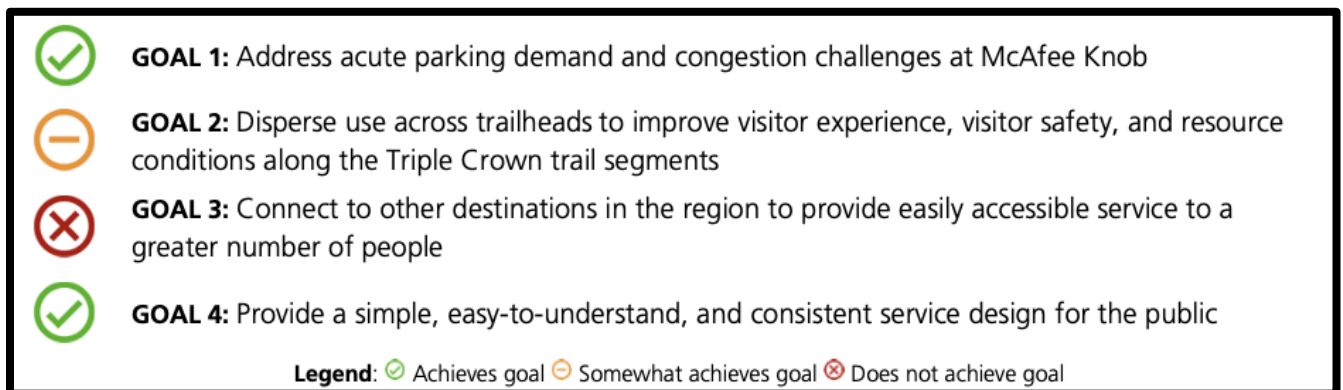 GOAL 1: Address acute parking demand and congestion challenges at McAfee Knob
GOAL 2: Disperse use across trailheads to improve visitor experience, visitor safety, and resource
conditions along the Triple Crown trail segments
GOAL 3: Connect to other destinations in the region to provide easily accessible service to a
greater number of people
GOAL 4: Provide a simple, easy-to-understand, and consistent service design for the public
Legend: Achieves goal Somewhat achieves goal Does not achieve goal